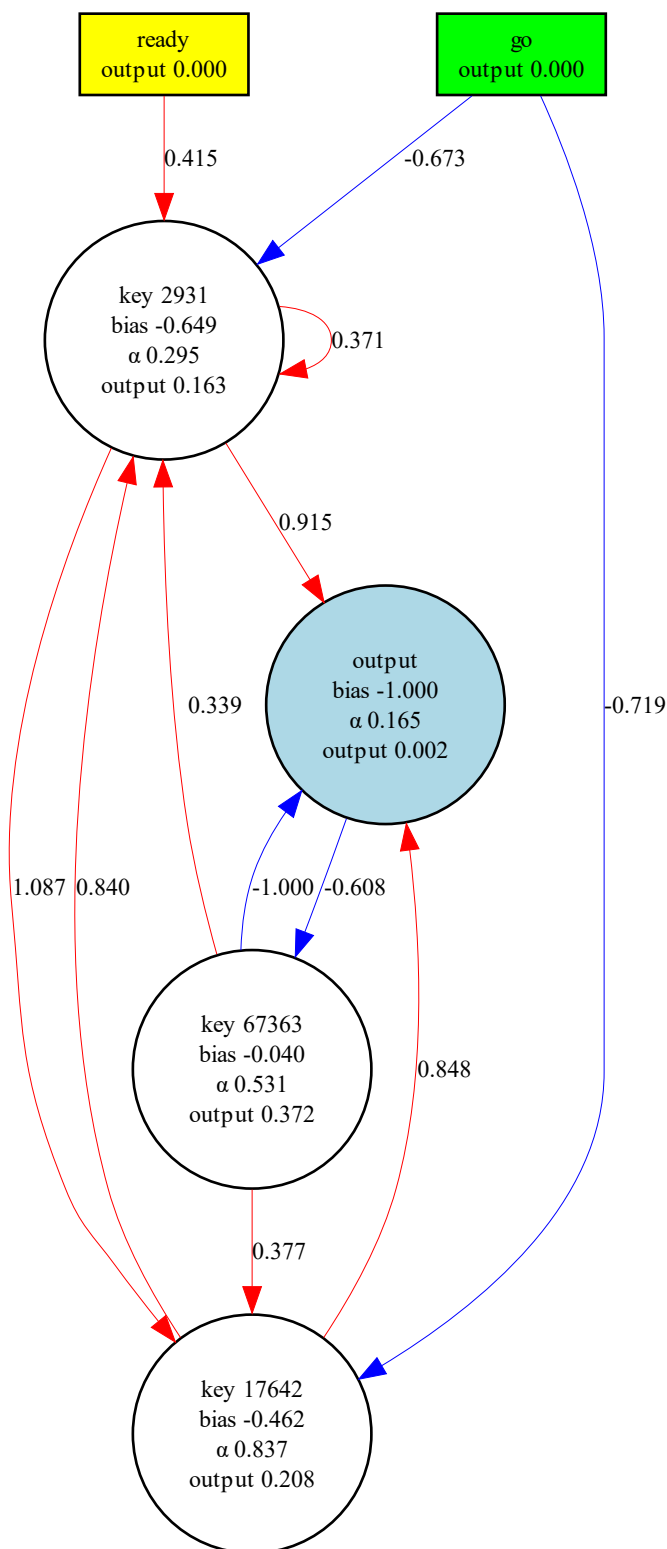 ready
output 0.000
go
output 0.000
0.415
-0.673
key 2931
bias -0.649
α 0.295
output 0.163
0.371
0.915
output
bias -1.000
α 0.165
output 0.002
0.339
-0.719
1.087
0.840
-1.000
-0.608
key 67363
bias -0.040
α 0.531
output 0.372
0.848
0.377
key 17642
bias -0.462
α 0.837
output 0.208